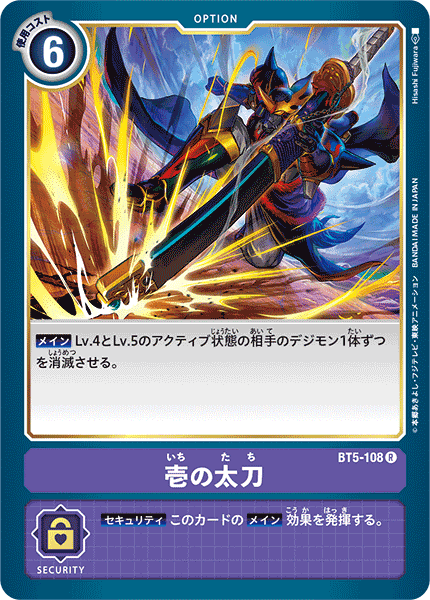 OPTION
使用コスト
6
Hisashi Fujiwara
BANDAI MADE IN JAPAN
©本郷あきよし・フジテレビ・東映アニメーション
メイン Lv.4とLv.5のアクティブ状態の相手のデジモン1体ずつ
を消滅させる。
BT5-108 R
壱の太刀
セキュリティ このカードの メイン 効果を発揮する。
SECURITY